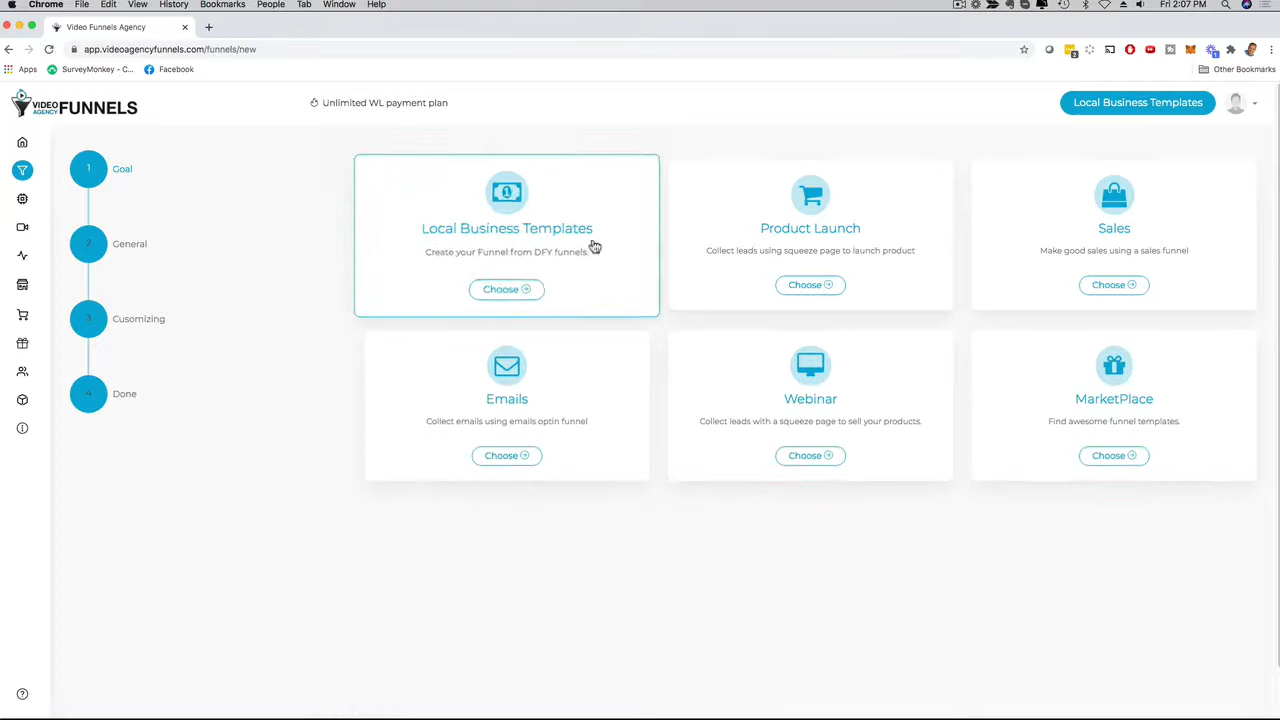 Chrome File Edit View History Bookmarks People Tab Window Help Fri 2:07 PM
Video Funnels Agency
app.videoagencyfunnels.com/funnels/new
Apps SurveyMonkey - C... Facebook Other Bookmarks
VIDEO AGENCY FUNNELS
Unlimited WL payment plan
Local Business Templates
1 Goal
2 General
3 Cusomizing
4 Done
Local Business Templates
Create your Funnel from DFY funnels.
Choose
Product Launch
Collect leads using squeeze page to launch product
Choose
Sales
Make good sales using a sales funnel
Choose
Emails
Collect emails using emails optin funnel
Choose
Webinar
Collect leads with a squeeze page to sell your products.
Choose
MarketPlace
Find awesome funnel templates.
Choose